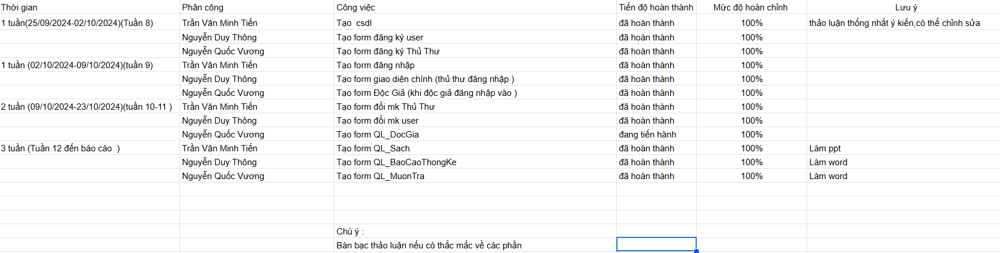 Thời gian Phân công Công việc Tiến độ hoàn thành Mức độ hoàn chỉnh Lưu ý
1 tuần(25/09/2024-02/10/2024)(Tuần 8) Trần Văn Minh Tiến Tạo  csdl đã hoàn thành 100% thảo luận thống nhất ý kiến,có thể chỉnh sửa
Nguyễn Duy Thông Tạo form đăng ký user đã hoàn thành 100%
Nguyễn Quốc Vương Tạo form đăng ký Thủ Thư đã hoàn thành 100%
1 tuần (02/10/2024-09/10/2024)(tuần 9) Trần Văn Minh Tiến Tạo form đăng nhập đã hoàn thành 100%
Nguyễn Duy Thông Tạo form giao diện chính (thủ thư đăng nhập ) đã hoàn thành 100%
Nguyễn Quốc Vương Tạo form Độc Giả (khi độc giả đăng nhập vào ) đã hoàn thành 100%
2 tuần (09/10/2024-23/10/2024)(tuần 10-11 ) Trần Văn Minh Tiến Tạo form đổi mk Thủ Thư đã hoàn thành 100%
Nguyễn Duy Thông Tạo form đổi mk user đã hoàn thành 100%
Nguyễn Quốc Vương Tạo form QL_DocGia đang tiến hành 100%
3 tuần (Tuần 12 đến báo cáo  ) Trần Văn Minh Tiến Tạo form QL_Sach đã hoàn thành 100% Làm ppt
Nguyễn Duy Thông Tạo form QL_BaoCaoThongKe đã hoàn thành 100% Làm word
Nguyễn Quốc Vương Tạo form QL_MuonTra đã hoàn thành 100% Làm word
Chú ý :
Bàn bạc thảo luận nếu có thắc mắc về các phần